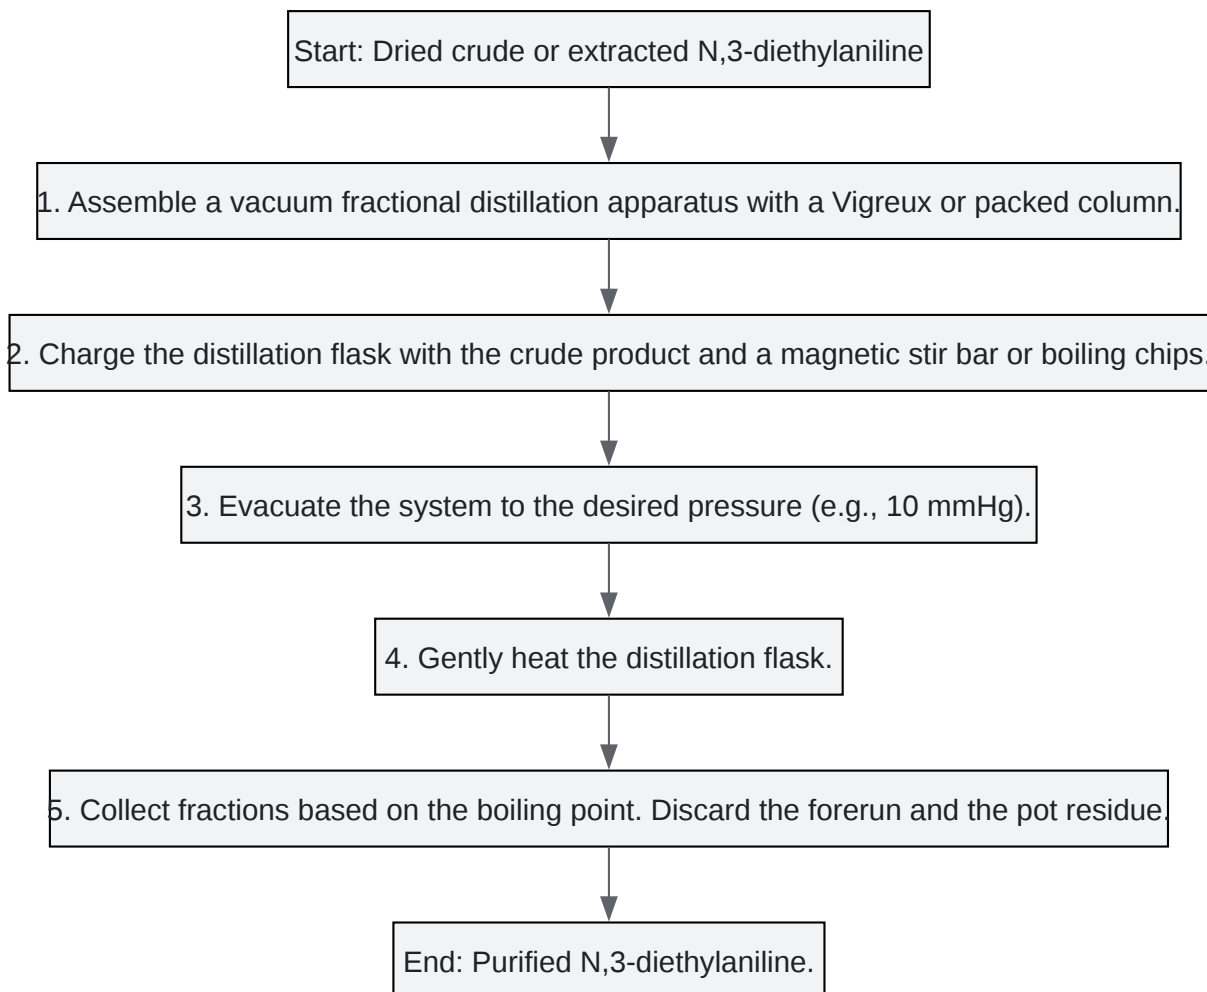 Start: Dried crude or extracted N,3-diethylaniline
1. Assemble a vacuum fractional distillation apparatus with a Vigreux or packed column.
2. Charge the distillation flask with the crude product and a magnetic stir bar or boiling chips.
3. Evacuate the system to the desired pressure (e.g., 10 mmHg).
4. Gently heat the distillation flask.
5. Collect fractions based on the boiling point. Discard the forerun and the pot residue.
End: Purified N,3-diethylaniline.